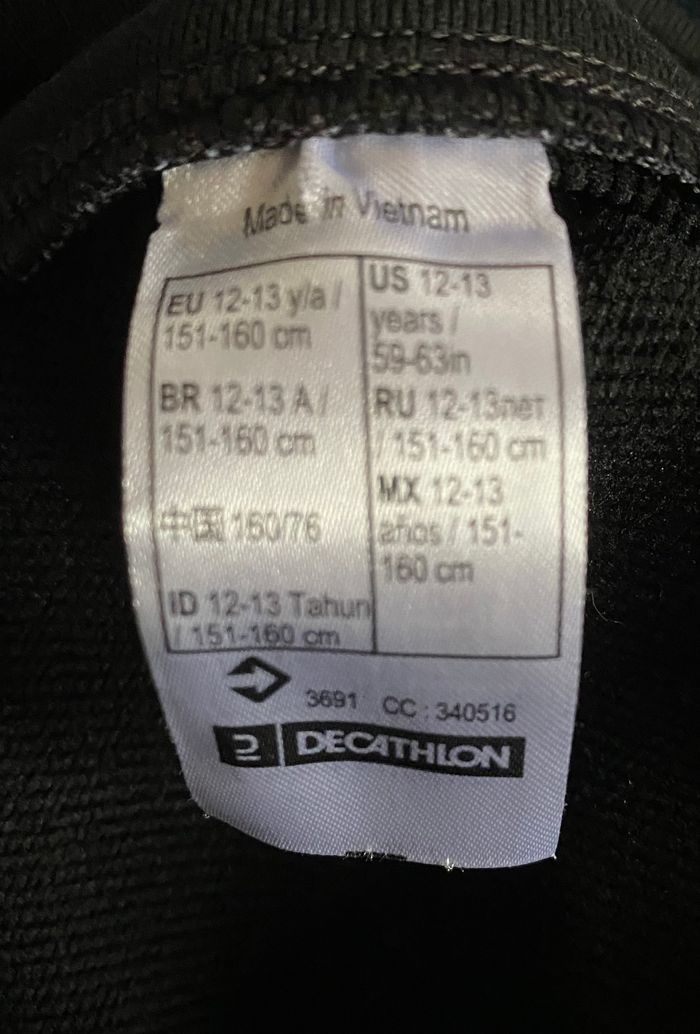 Made in Vietnam
EU 12-13 y/a /
151-160 cm
BR 12-13 A /
151-160 cm
中国 160/76
ID 12-13 Tahun
/ 151-160 cm
US 12-13
years /
59-63in
RU 12-13лет
/ 151-160 cm
MX 12-13
años / 151-
160 cm
3691 CC : 340516
DECATHLON